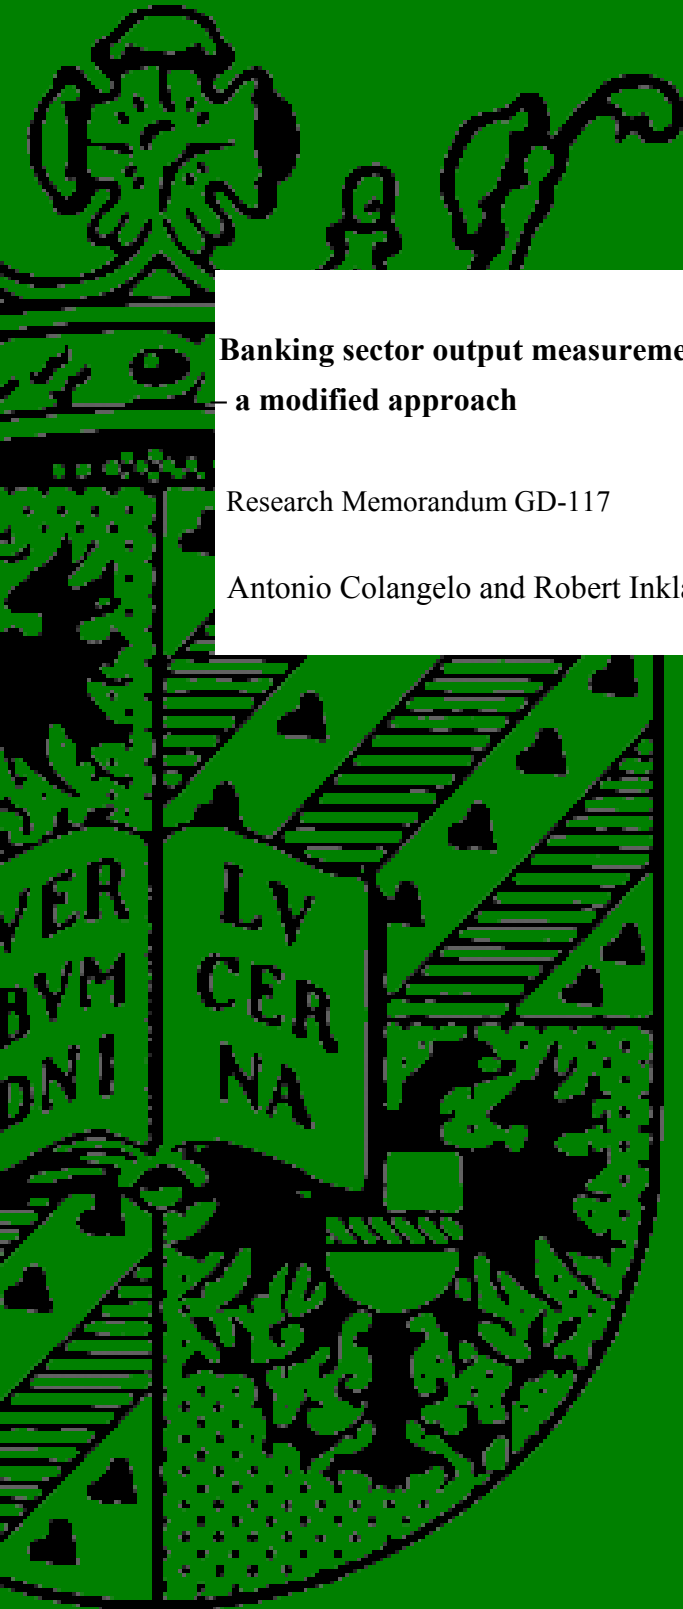 Banking sector output measureme
– a modified approach
Research Memorandum GD-117
Antonio Colangelo and Robert Inkla
VER LV
BVM CER
DNI NA